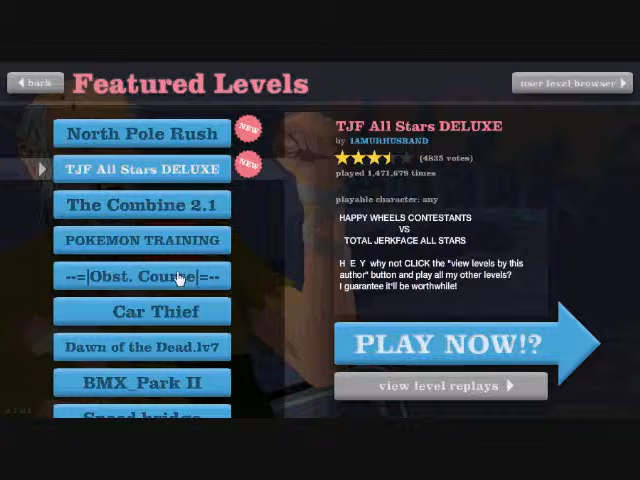 back
Featured Levels
user level browser
North Pole Rush
NEW
TJF All Stars DELUXE
NEW
The Combine 2.1
POKEMON TRAINING
--=|Obst. Course|=--
Car Thief
Dawn of the Dead.lv7
BMX_Park II
Speed bridge
TJF All Stars DELUXE
by IAMURHUSBAND
(4835 votes)
played 1,471,679 times
playable character: any
HAPPY WHEELS CONTESTANTS
VS
TOTAL JERKFACE ALL STARS
H E Y why not CLICK the "view levels by this
author" button and play all my other levels?
I guarantee it'll be worthwhile!
PLAY NOW!?
view level replays